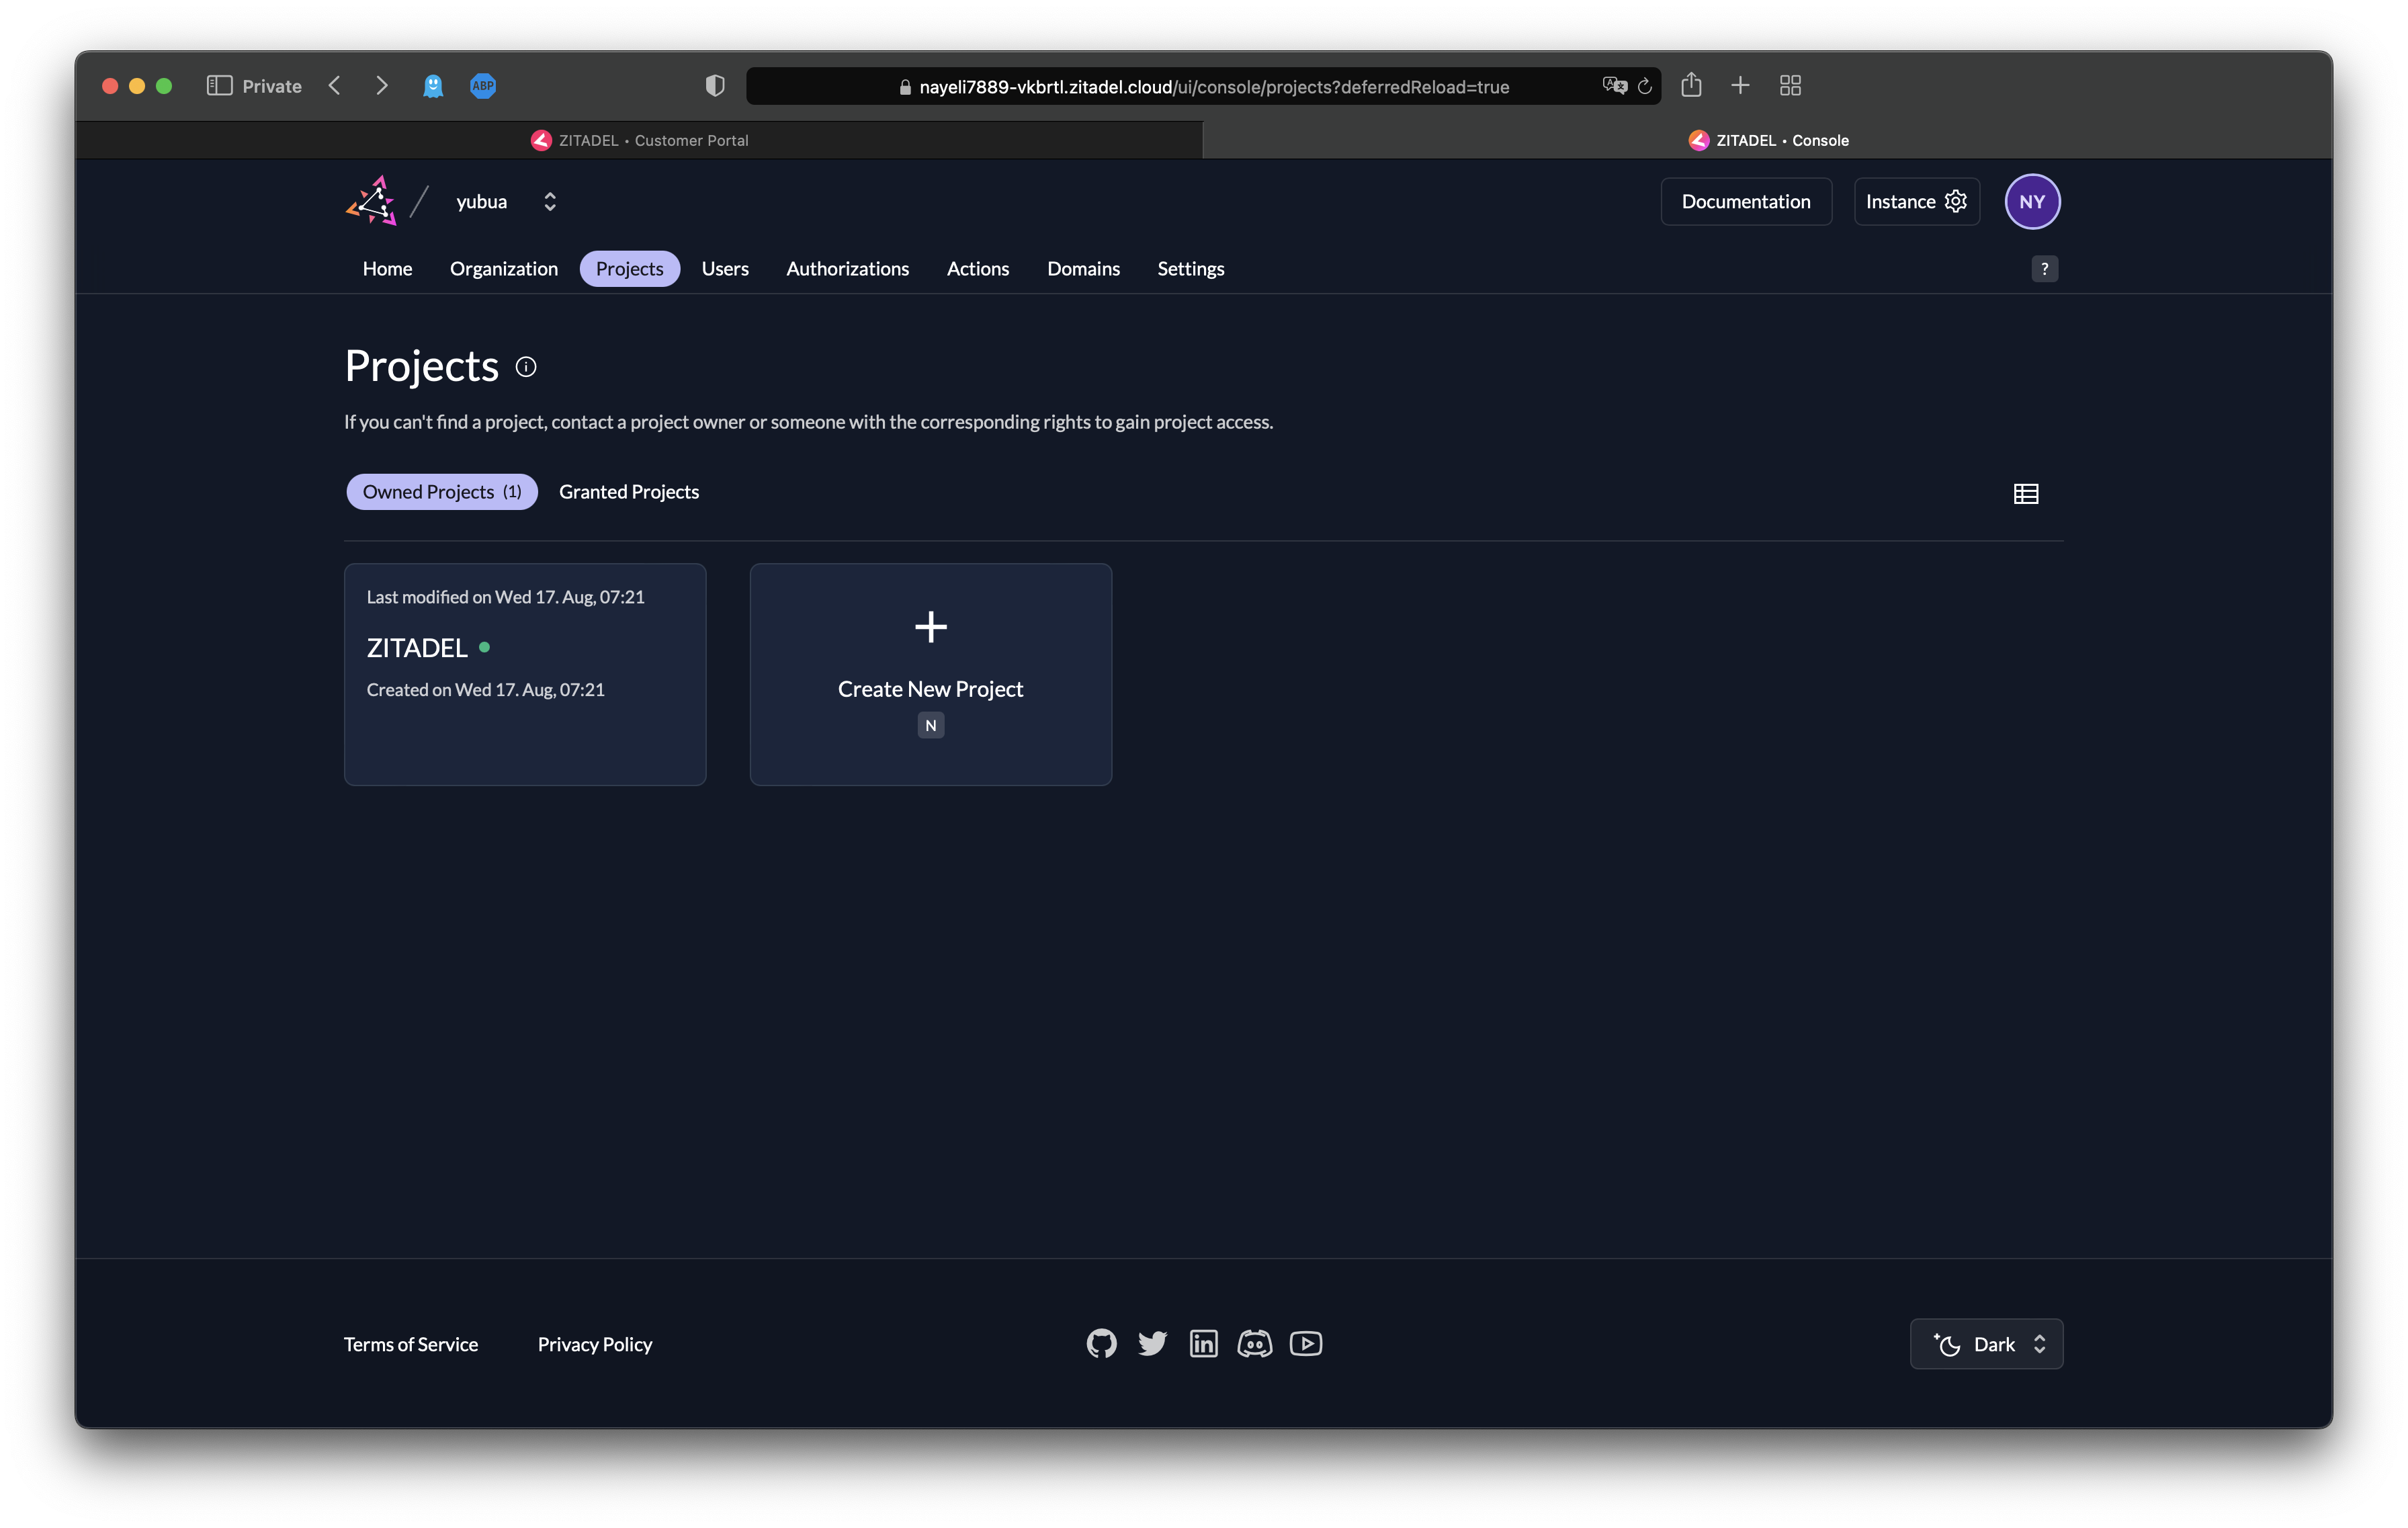 Private
ABP
nayeli7889-vkbrtl.zitadel.cloud/ui/console/projects?deferredReload=true
ZITADEL • Customer Portal
ZITADEL • Console
yubua
Documentation
Instance
NY
Home Organization Projects Users Authorizations Actions Domains Settings
?
Projects
If you can't find a project, contact a project owner or someone with the corresponding rights to gain project access.
Owned Projects (1) Granted Projects
Last modified on Wed 17. Aug, 07:21
ZITADEL
Created on Wed 17. Aug, 07:21
Create New Project
N
Terms of Service Privacy Policy
in
Dark